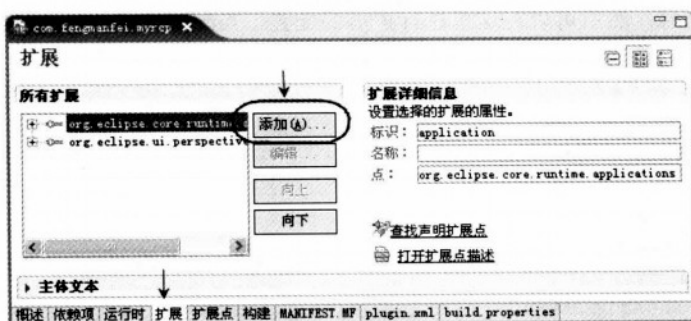 com.fengmanfei.myrcp
扩展
所有扩展
org.eclipse.core.runtime.
org.eclipse.ui.perspective
添加(A)...
编辑...
向上
向下
扩展详细信息
设置选择的扩展的属性。
标识： application
名称：
点： org.eclipse.core.runtime.applications
查找声明扩展点
打开扩展点描述
主体文本
概述 依赖项 运行时 扩展 扩展点 构建 MANIFEST.MF plugin.xml build.properties